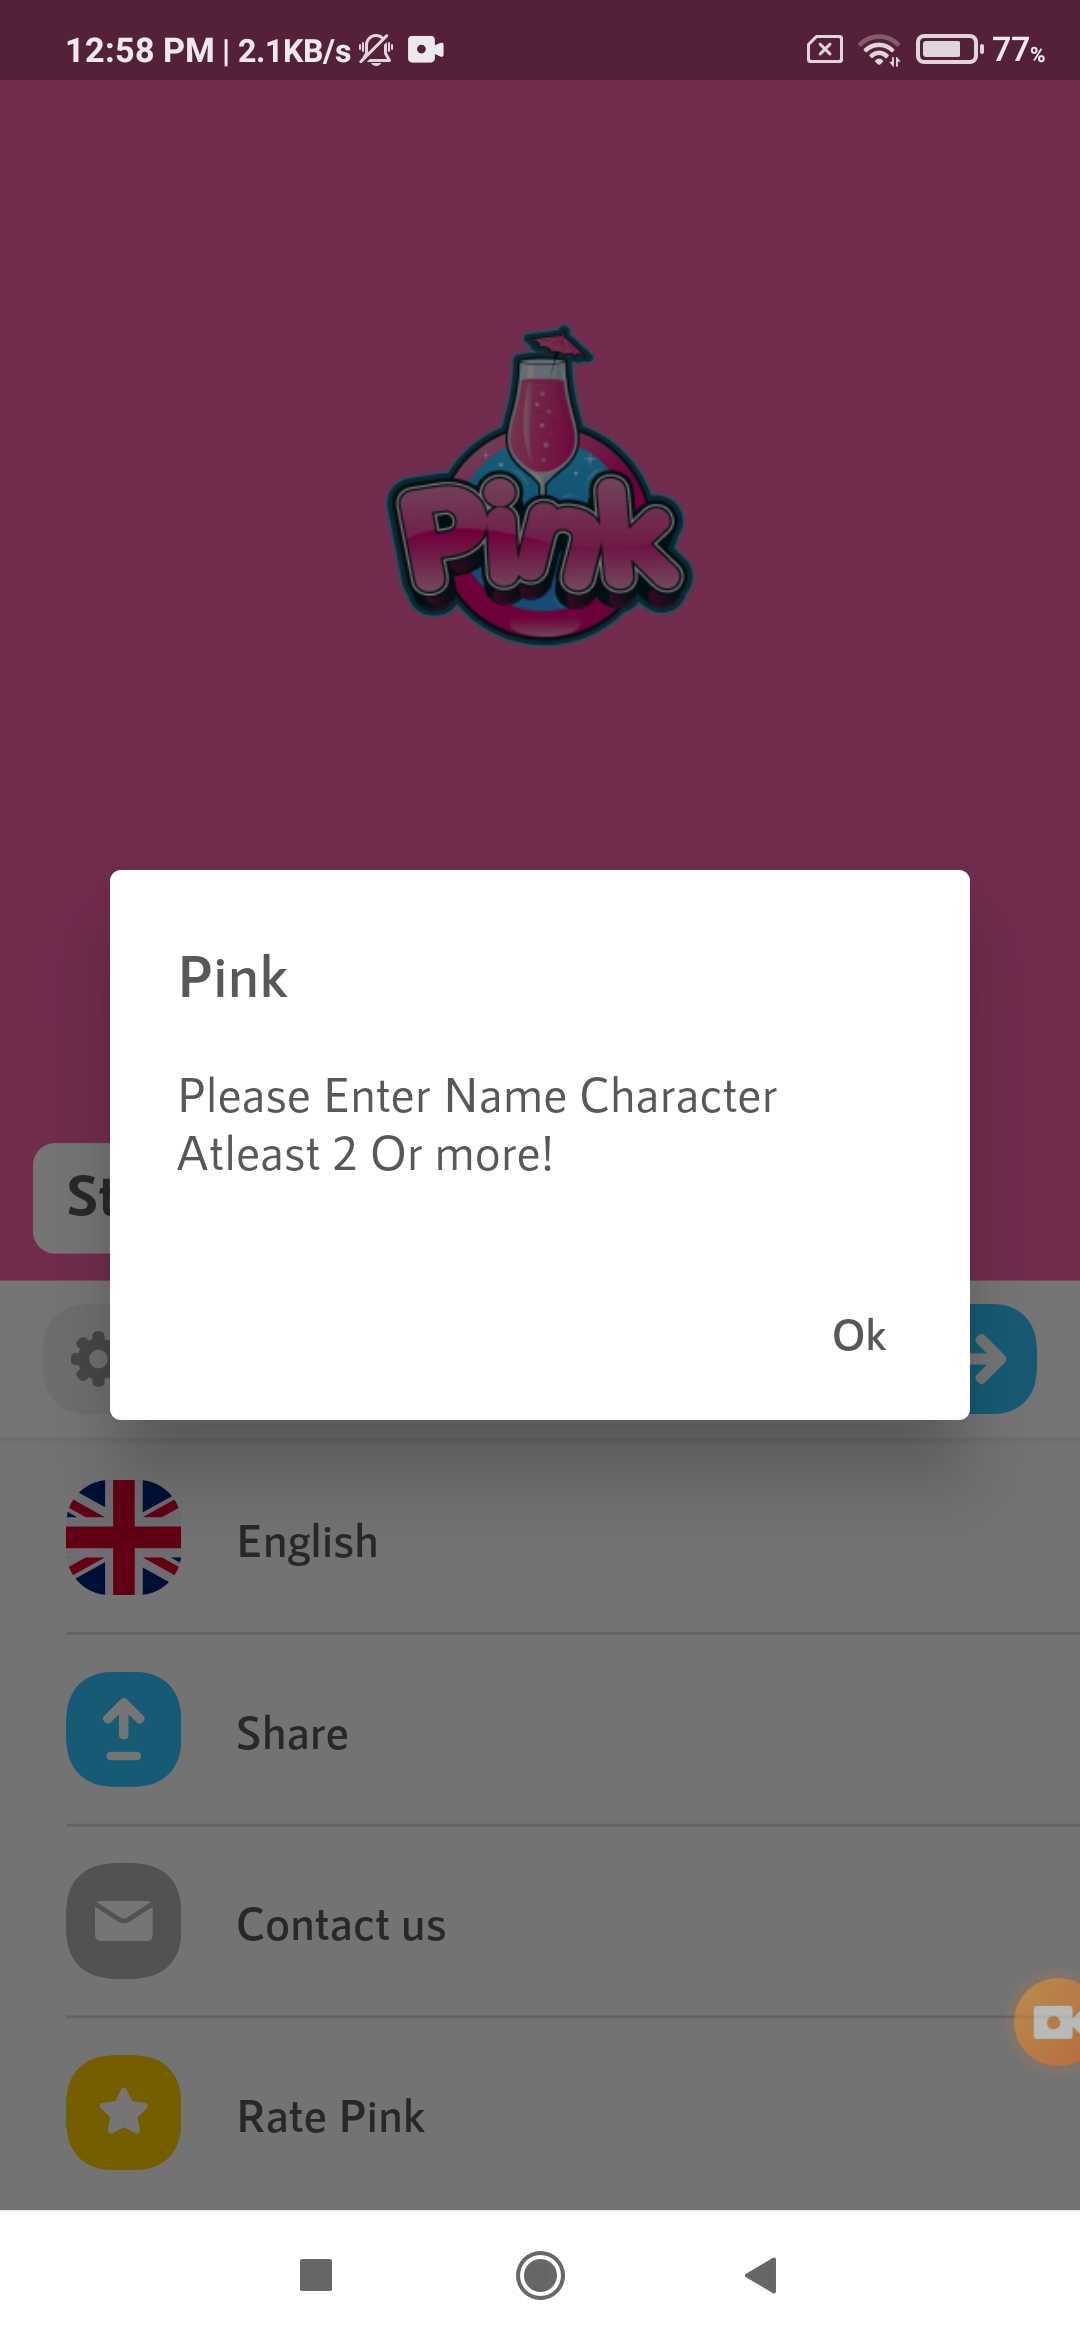 12:58 PM | 2.1KB/s
77%
Pink
Pink
Please Enter Name Character
Atleast 2 Or more!
Ok
English
Share
Contact us
Rate Pink